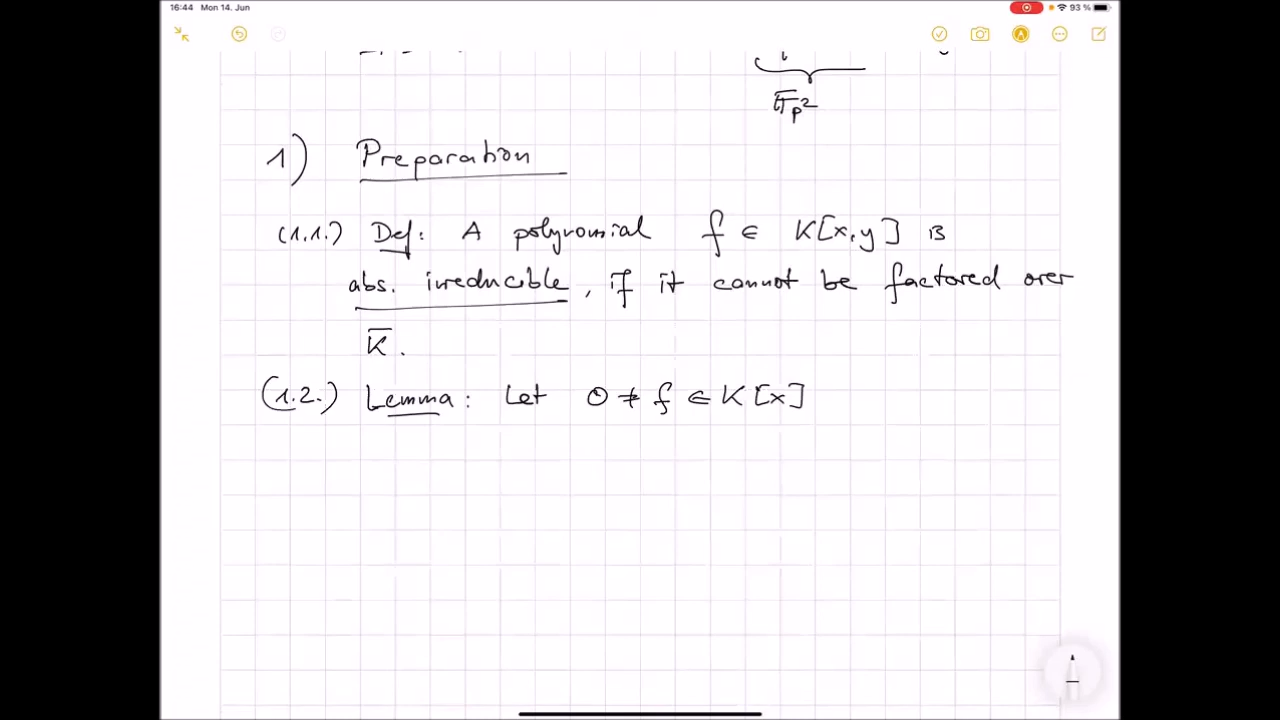 16:44 Mon 14. Jun 93 %
𝔽p²
1) Preparation
(1.1.) Def: A polynomial f ∈ K[x,y] is
abs. irreducible, if it cannot be factored over
K̅.
(1.2.) Lemma: Let 0 ≠ f ∈ K[x]